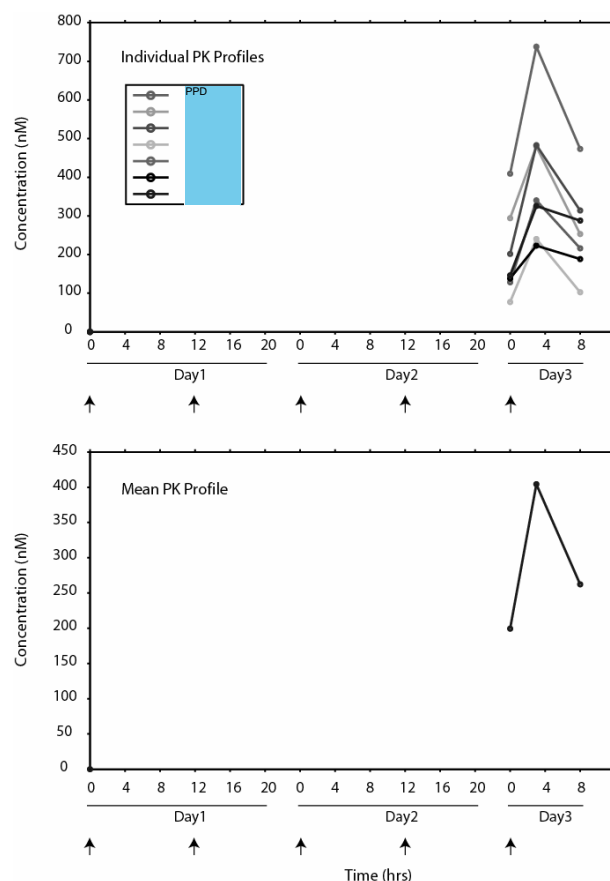 800
Individual PK Profiles
700
PPD
600
500
Concentration (nM)
400
300
200
100
0
0 4 8 12 16 20 0 4 8 12 16 20 0 4 8
Day1 Day2 Day3
450
Mean PK Profile
400
350
300
Concentration (nM)
250
200
150
100
50
0
0 4 8 12 16 20 0 4 8 12 16 20 0 4 8
Day1 Day2 Day3
Time (hrs)